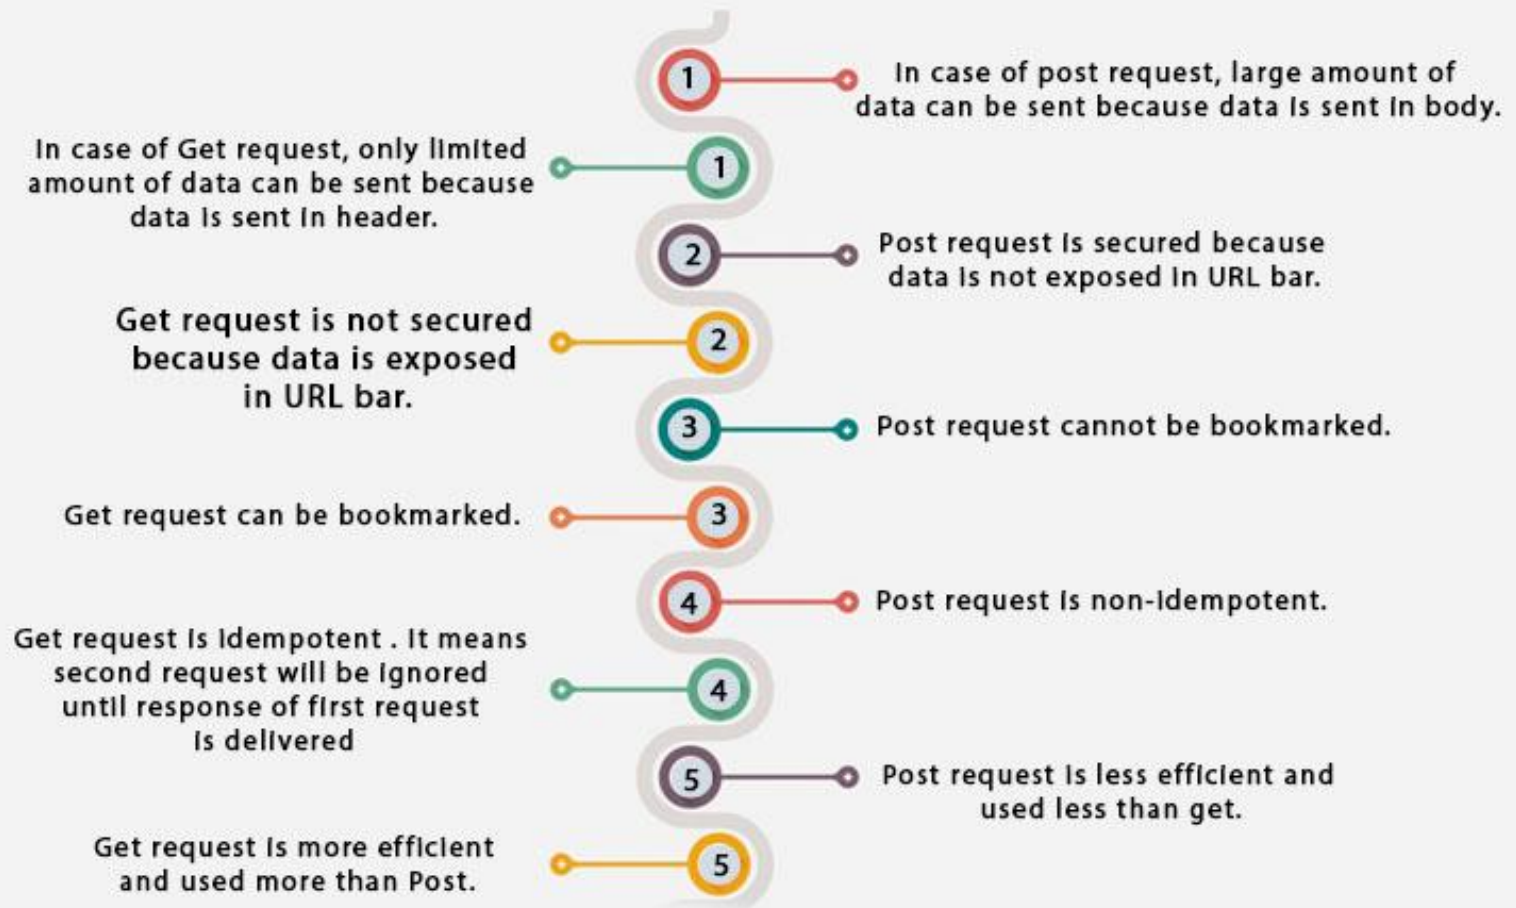 1
In case of post request, large amount of
data can be sent because data is sent in body.
In case of Get request, only limited
amount of data can be sent because
data is sent in header.
1
2
Post request is secured because
data is not exposed in URL bar.
Get request is not secured
because data is exposed
in URL bar.
2
3
Post request cannot be bookmarked.
Get request can be bookmarked.
3
4
Post request is non-idempotent.
Get request is idempotent . It means
second request will be ignored
until response of first request
is delivered
4
5
Post request is less efficient and
used less than get.
Get request is more efficient
and used more than Post.
5